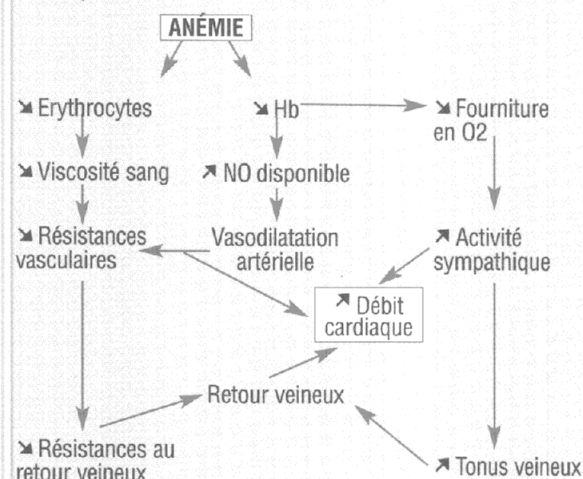 ANÉMIE
↘ Erythrocytes
↘ Hb
↘ Fourniture
en O2
↘ Viscosité sang
↗ NO disponible
↘ Résistances
vasculaires
Vasodilatation
artérielle
↗ Activité
sympathique
↗ Débit
cardiaque
Retour veineux
↘ Résistances au
retour veineux
↗ Tonus veineux